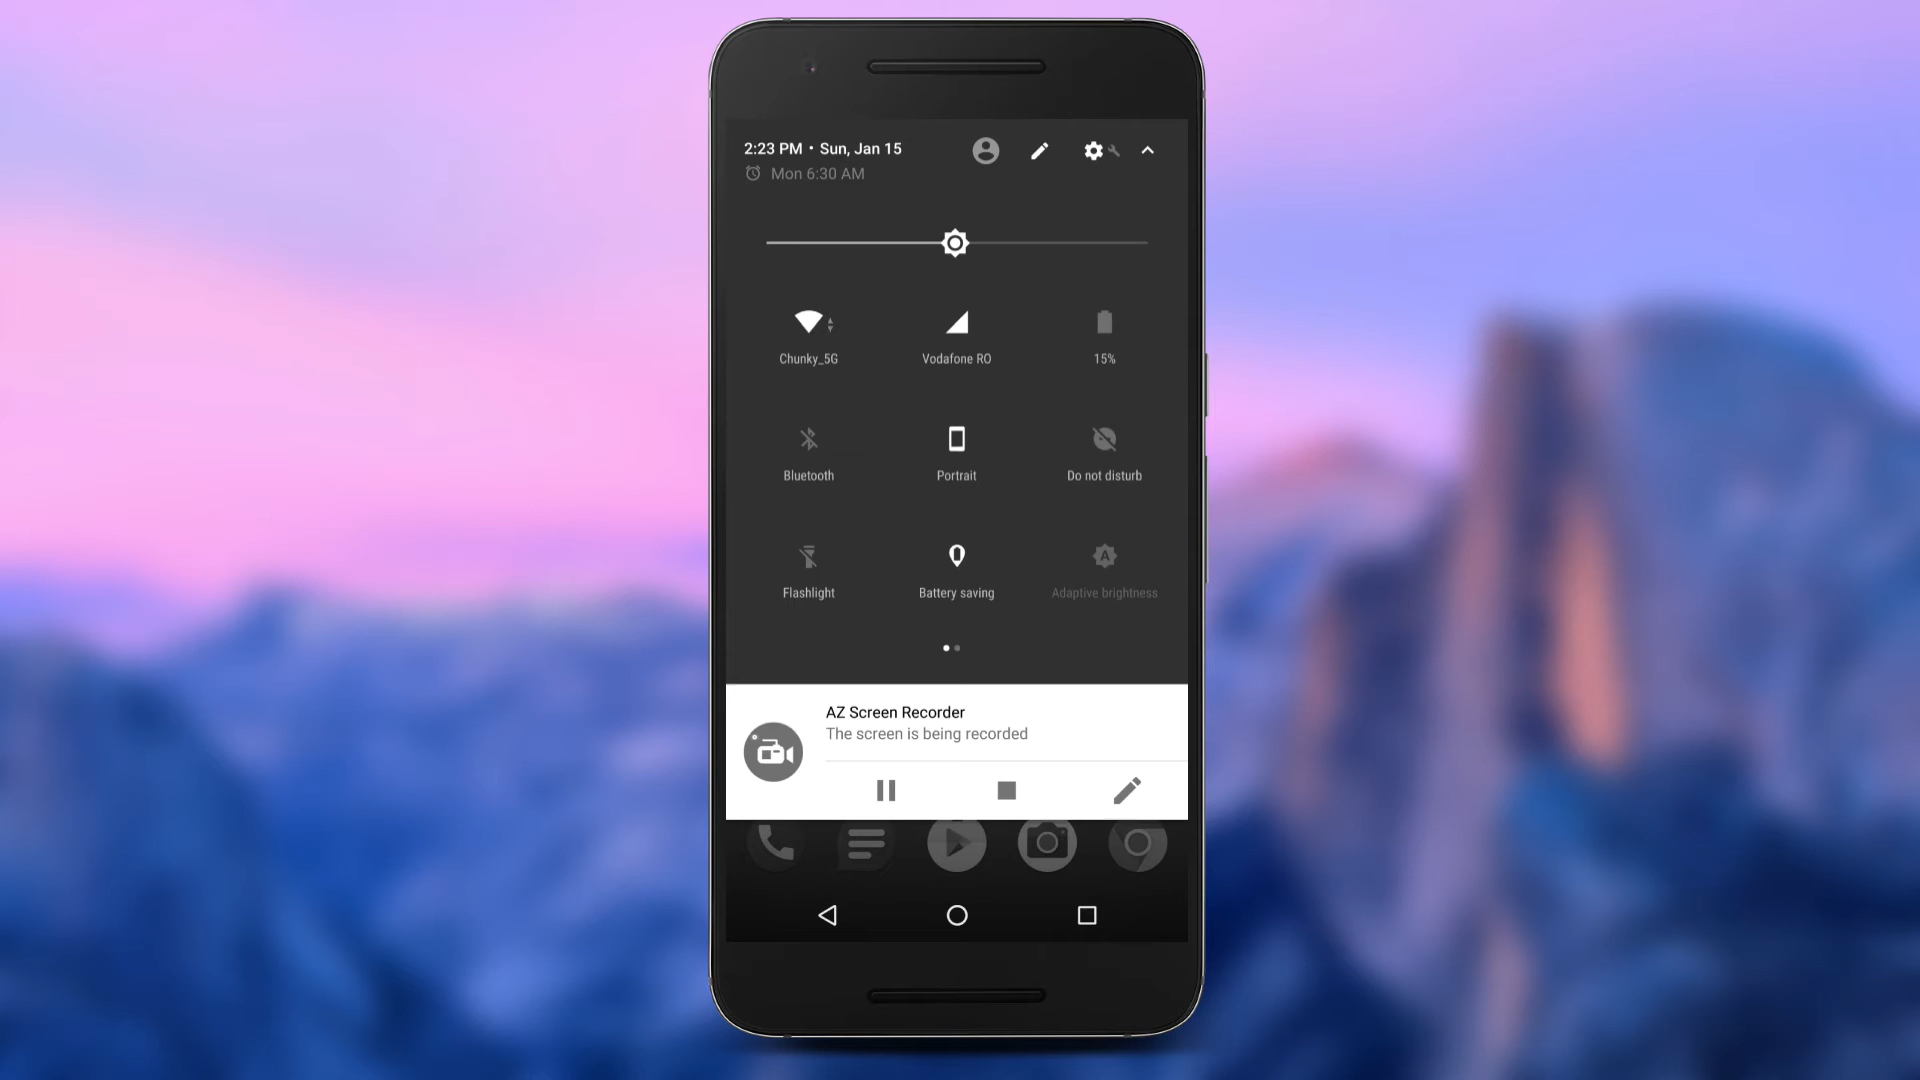 2:23 PM • Sun, Jan 15
Mon 6:30 AM
Chunky_5G
Vodafone RO
15%
Bluetooth
Portrait
Do not disturb
Flashlight
Battery saving
Adaptive brightness
AZ Screen Recorder
The screen is being recorded